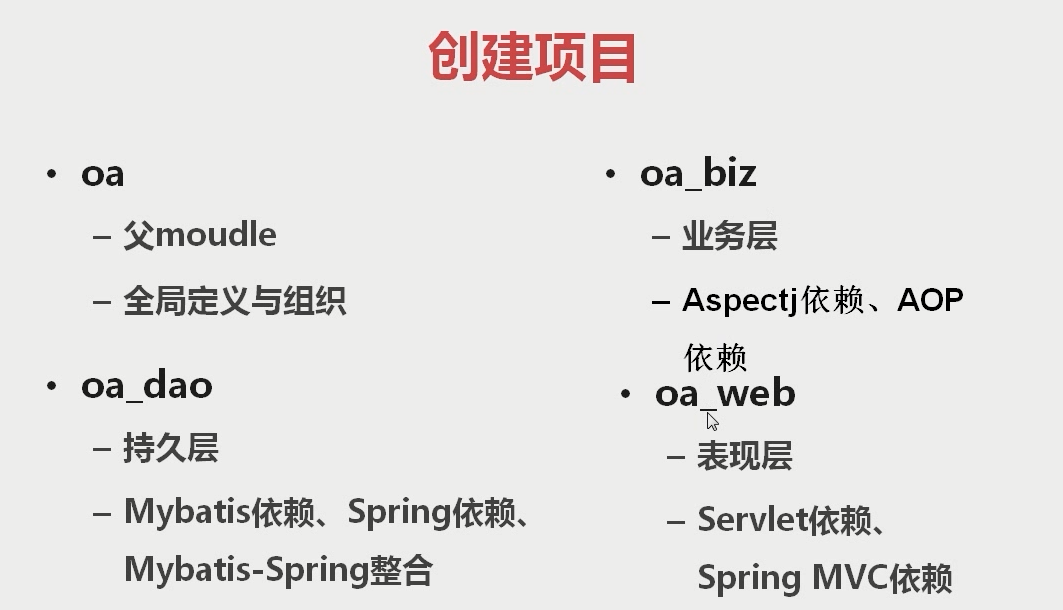 创建项目
• oa
– 父moudle
– 全局定义与组织
• oa_dao
– 持久层
– Mybatis依赖、Spring依赖、
Mybatis-Spring整合
• oa_biz
– 业务层
– Aspectj依赖、AOP
依赖
• oa_web
– 表现层
– Servlet依赖、
Spring MVC依赖